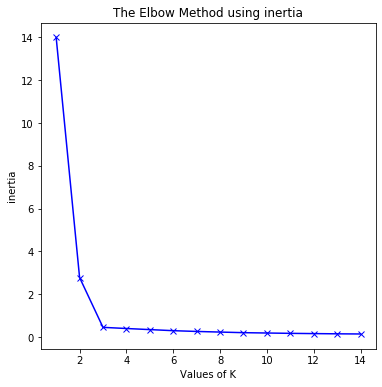 The Elbow Method using inertia
14
12
10
8
6
4
2
0
inertia
2 4 6 8 10 12 14
Values of K